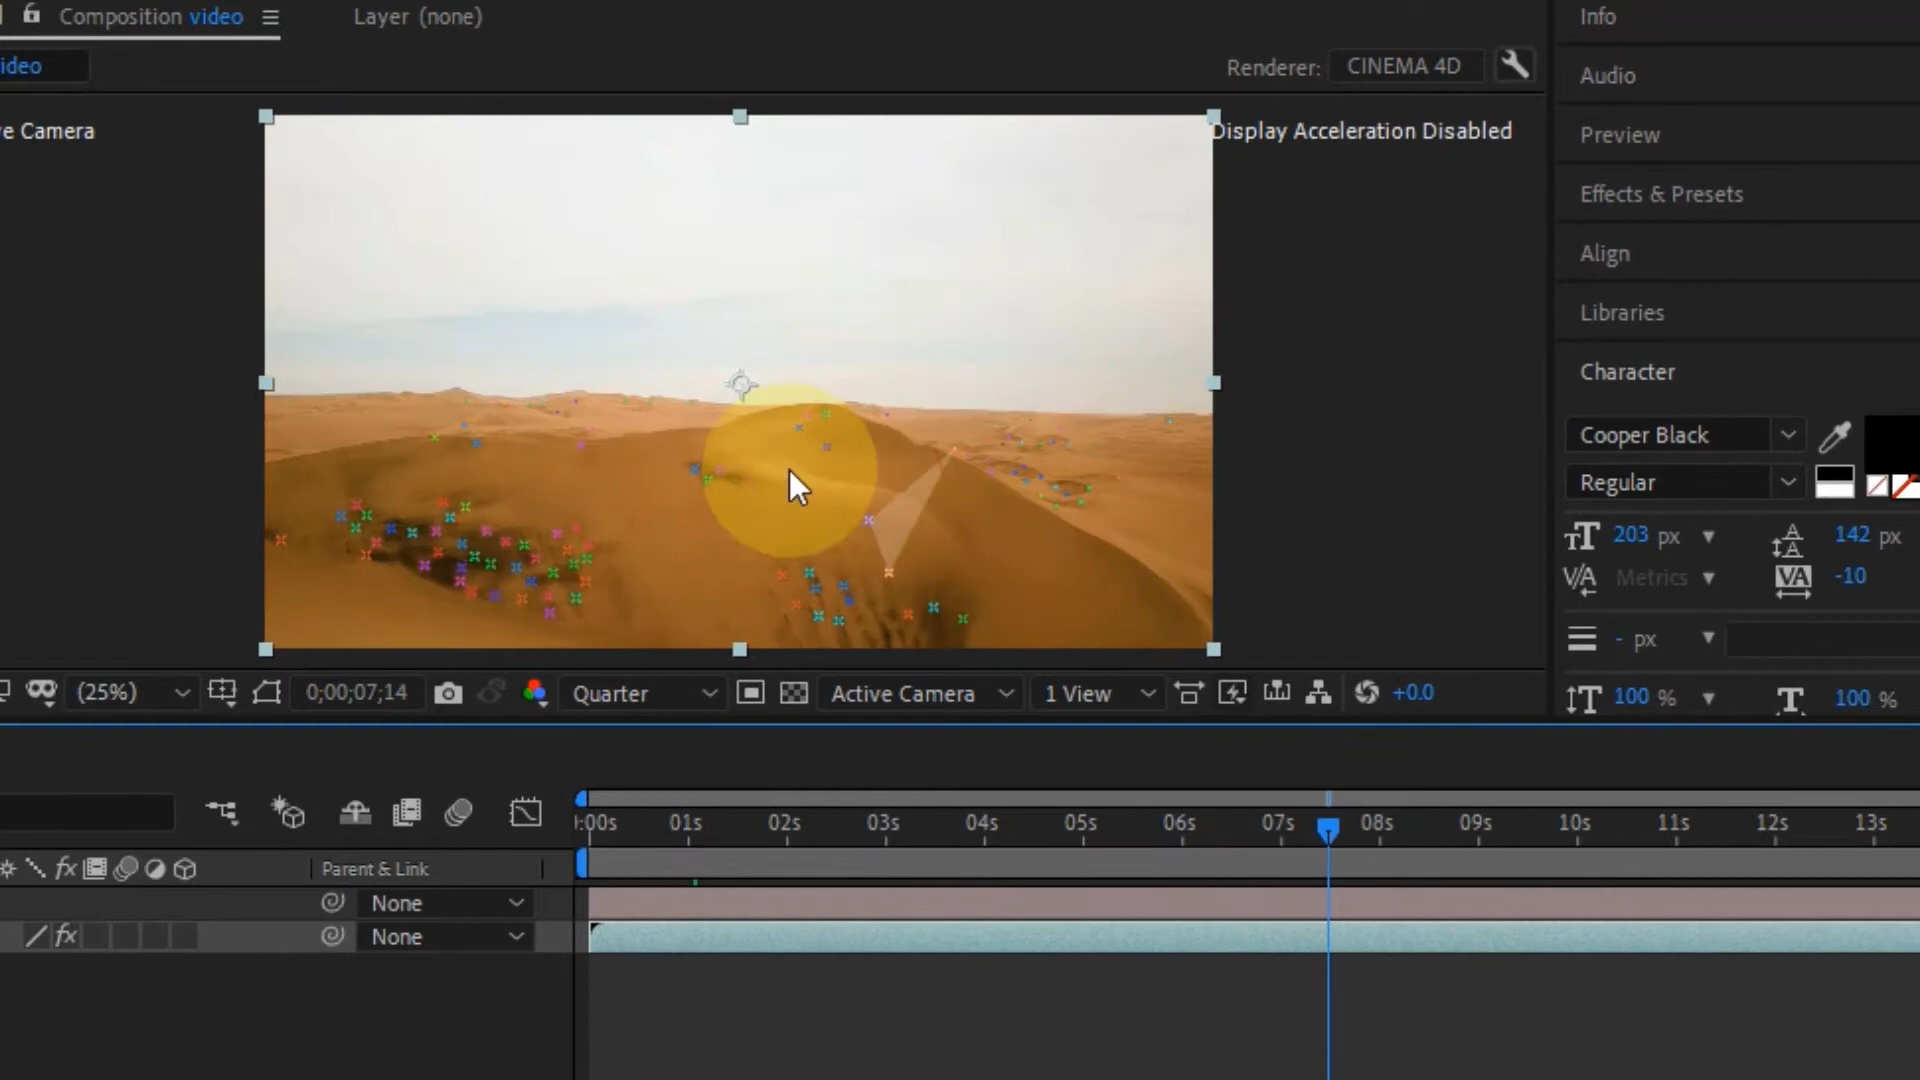 Composition video
Layer (none)
Info
ideo
Renderer: CINEMA 4D
Audio
e Camera
Display Acceleration Disabled
Preview
Effects & Presets
Align
Libraries
Character
Cooper Black
Regular
203 px
142 px
Metrics
-10
- px
100 %
100 %
(25%)
0;00;07;14
Quarter
Active Camera
1 View
+0.0
:00s 01s 02s 03s 04s 05s 06s 07s 08s 09s 10s 11s 12s 13s
fx
Parent & Link
None
fx
None